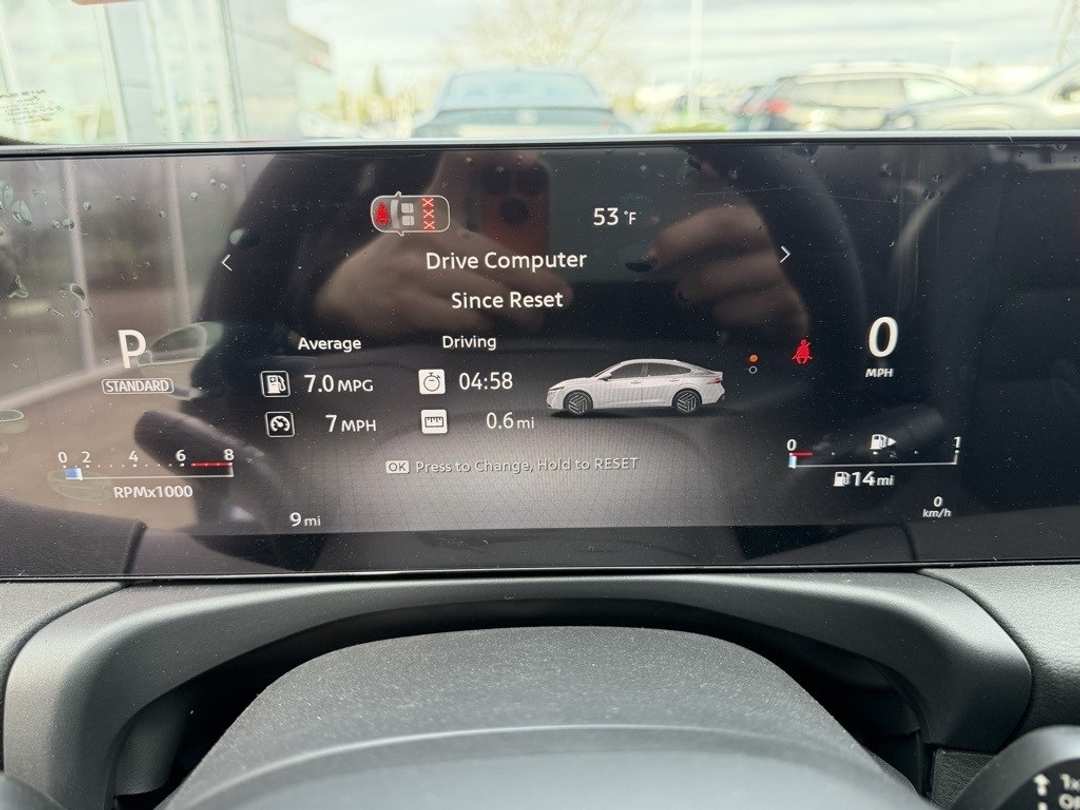 53 °F
Drive Computer
Since Reset
P
STANDARD
Average
Driving
7.0 MPG
04:58
7 MPH
0.6 mi
OK Press to Change, Hold to RESET
0
MPH
0 2 4 6 8
RPMx1000
9 mi
0 1
14 mi
0
km/h
1x